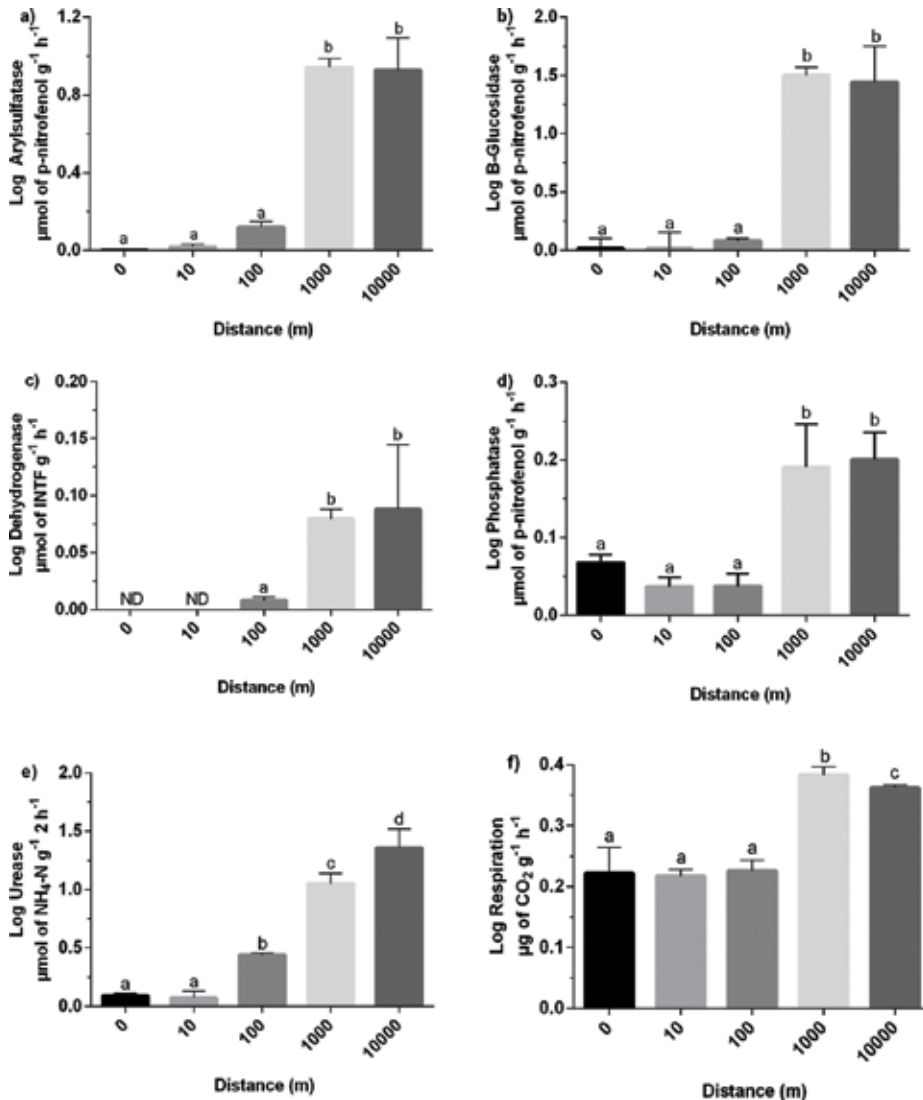 a)
Log Arylsulfatase
µmol of p-nitrofenol g⁻¹ h⁻¹
1.2
0.8
0.4
0.0
a
a
a
b
b
0
10
100
1000
10000
Distance (m)
b)
Log B-Glucosidase
µmol of p-nitrofenol g⁻¹ h⁻¹
2.0
1.5
1.0
0.5
0.0
a
a
a
b
b
0
10
100
1000
10000
Distance (m)
c)
Log Dehydrogenase
µmol of INTF g⁻¹ h⁻¹
0.20
0.15
0.10
0.05
0.00
ND
ND
a
b
b
0
10
100
1000
10000
Distance (m)
d)
Log Phosphatase
µmol of p-nitrofenol g⁻¹ h⁻¹
0.3
0.2
0.1
0.0
a
a
a
b
b
0
10
100
1000
10000
Distance (m)
e)
Log Urease
µmol of NH₄-N g⁻¹ 2 h⁻¹
2.0
1.5
1.0
0.5
0.0
a
a
b
c
d
0
10
100
1000
10000
Distance (m)
f)
Log Respiration
µg of CO₂ g⁻¹ h⁻¹
0.4
0.3
0.2
0.1
0.0
a
a
a
b
c
0
10
100
1000
10000
Distance (m)